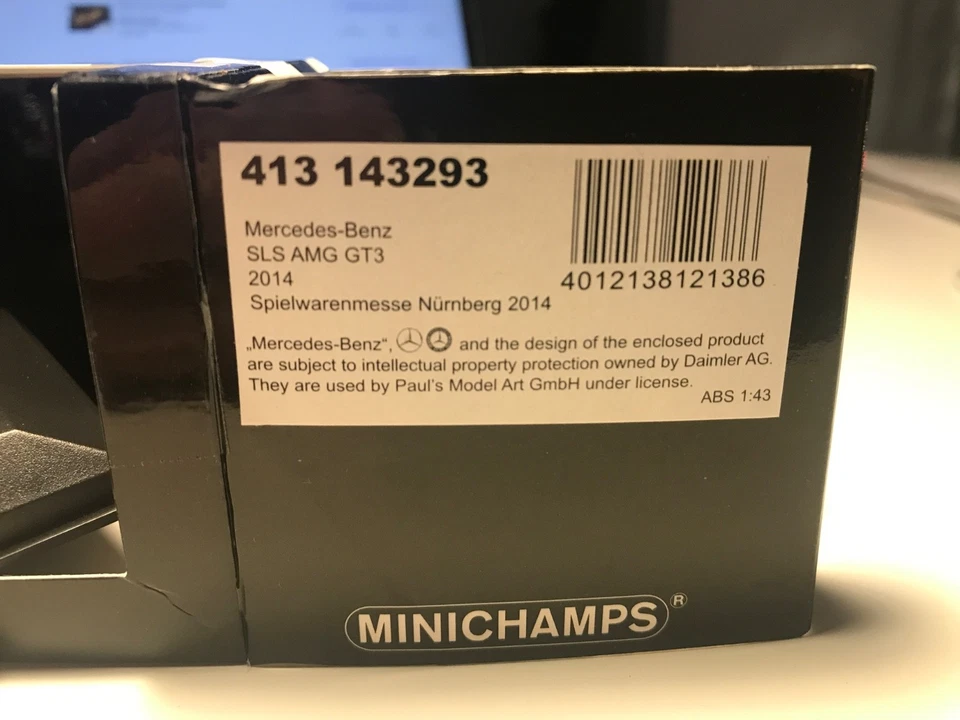 413 143293
Mercedes-Benz
SLS AMG GT3
2014
Spielwarenmesse Nürnberg 2014
4012138121386
„Mercedes-Benz“, and the design of the enclosed product
are subject to intellectual property protection owned by Daimler AG.
They are used by Paul's Model Art GmbH under license.
ABS 1:43
MINICHAMPS®